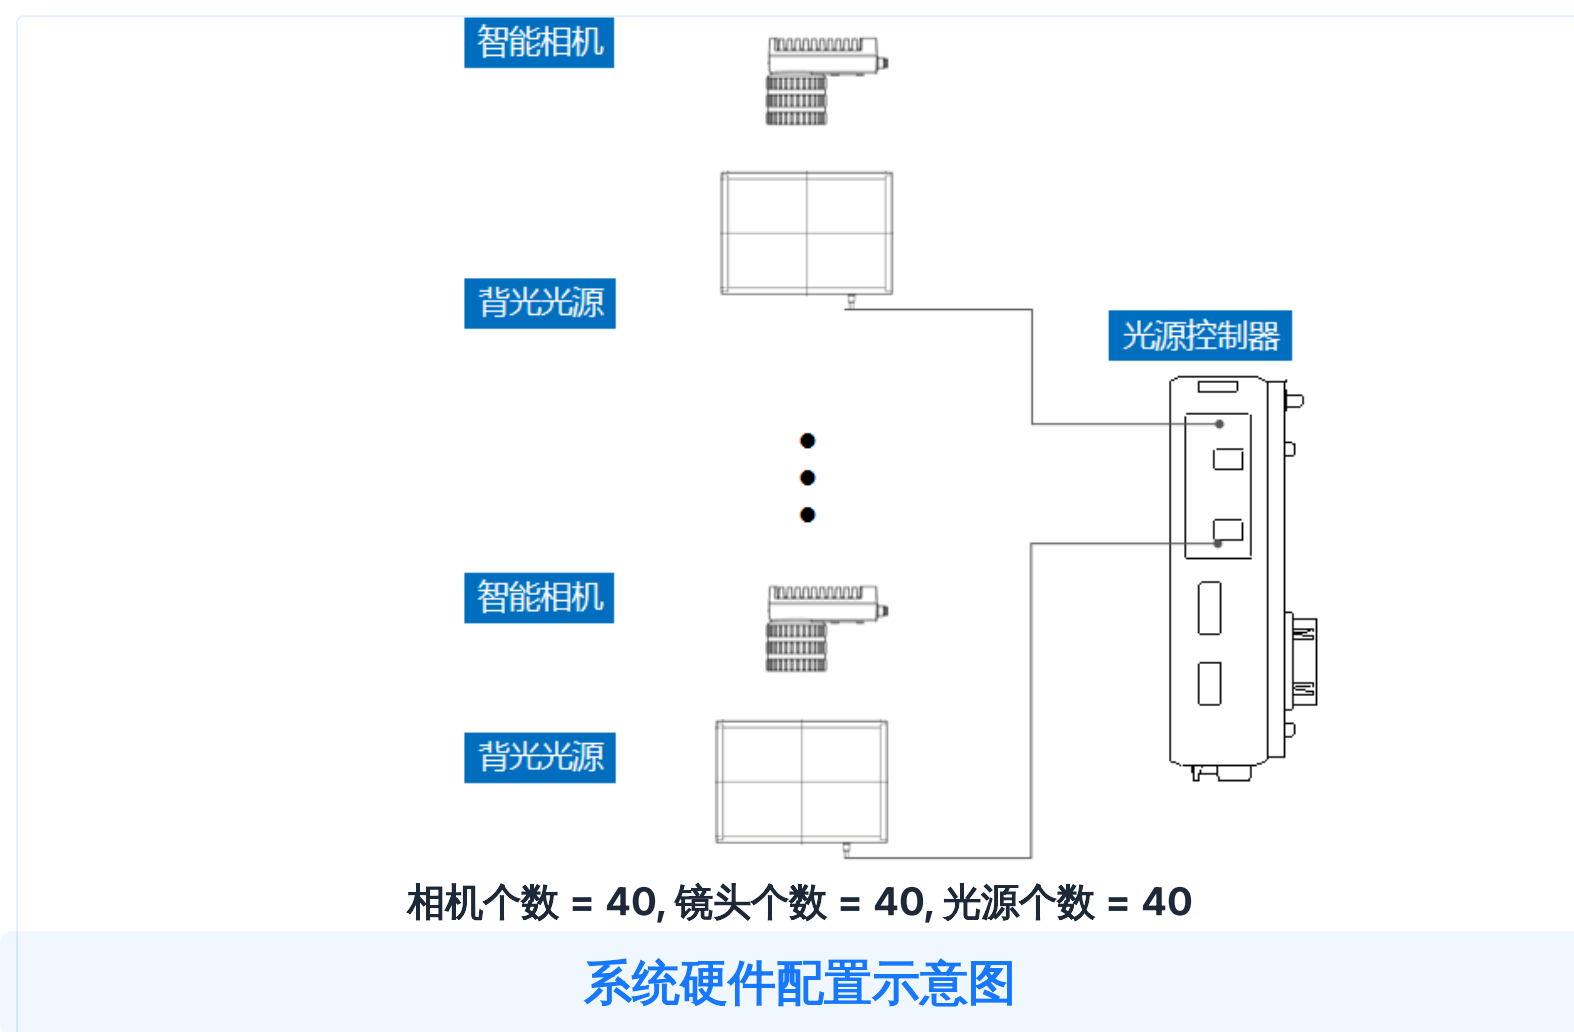 智能相机
背光光源
光源控制器
智能相机
背光光源
相机个数 = 40, 镜头个数 = 40, 光源个数 = 40
系统硬件配置示意图